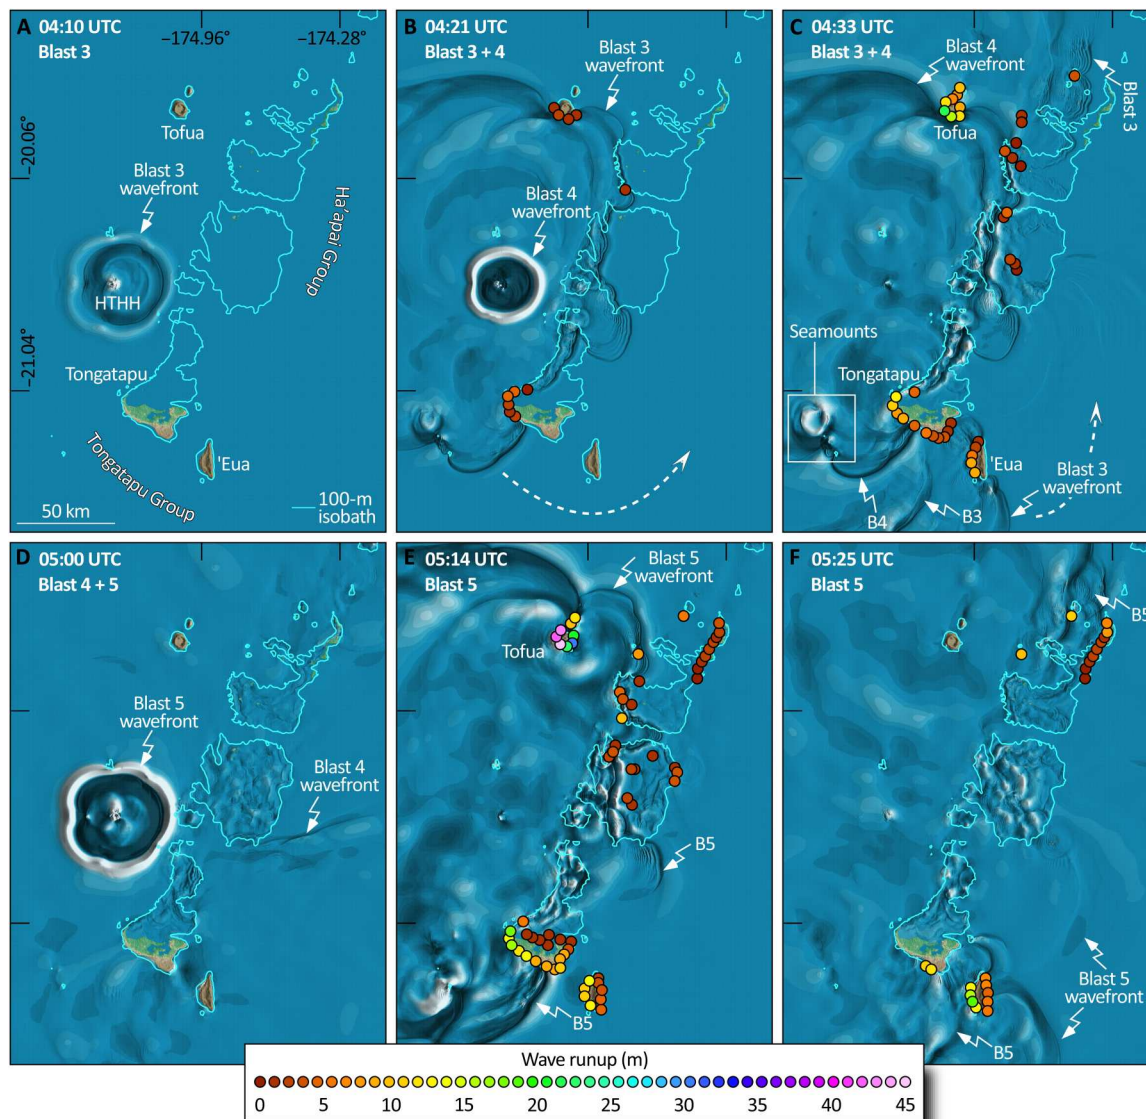 A 04:10 UTC
Blast 3
−174.96°
−174.28°
Tofua
−20.06°
Blast 3
wavefront
Ha'apai Group
HTHH
−21.04°
Tongatapu
Tongatapu Group
'Eua
50 km
100-m
isobath
B 04:21 UTC
Blast 3 + 4
Blast 3
wavefront
Blast 4
wavefront
C 04:33 UTC
Blast 3 + 4
Blast 4
wavefront
Blast 3
Tofua
Seamounts
Tongatapu
'Eua
Blast 3
wavefront
B4
B3
D 05:00 UTC
Blast 4 + 5
Blast 5
wavefront
Blast 4
wavefront
E 05:14 UTC
Blast 5
Blast 5
wavefront
Tofua
B5
B5
F 05:25 UTC
Blast 5
B5
Blast 5
wavefront
B5
Wave runup (m)
0 5 10 15 20 25 30 35 40 45